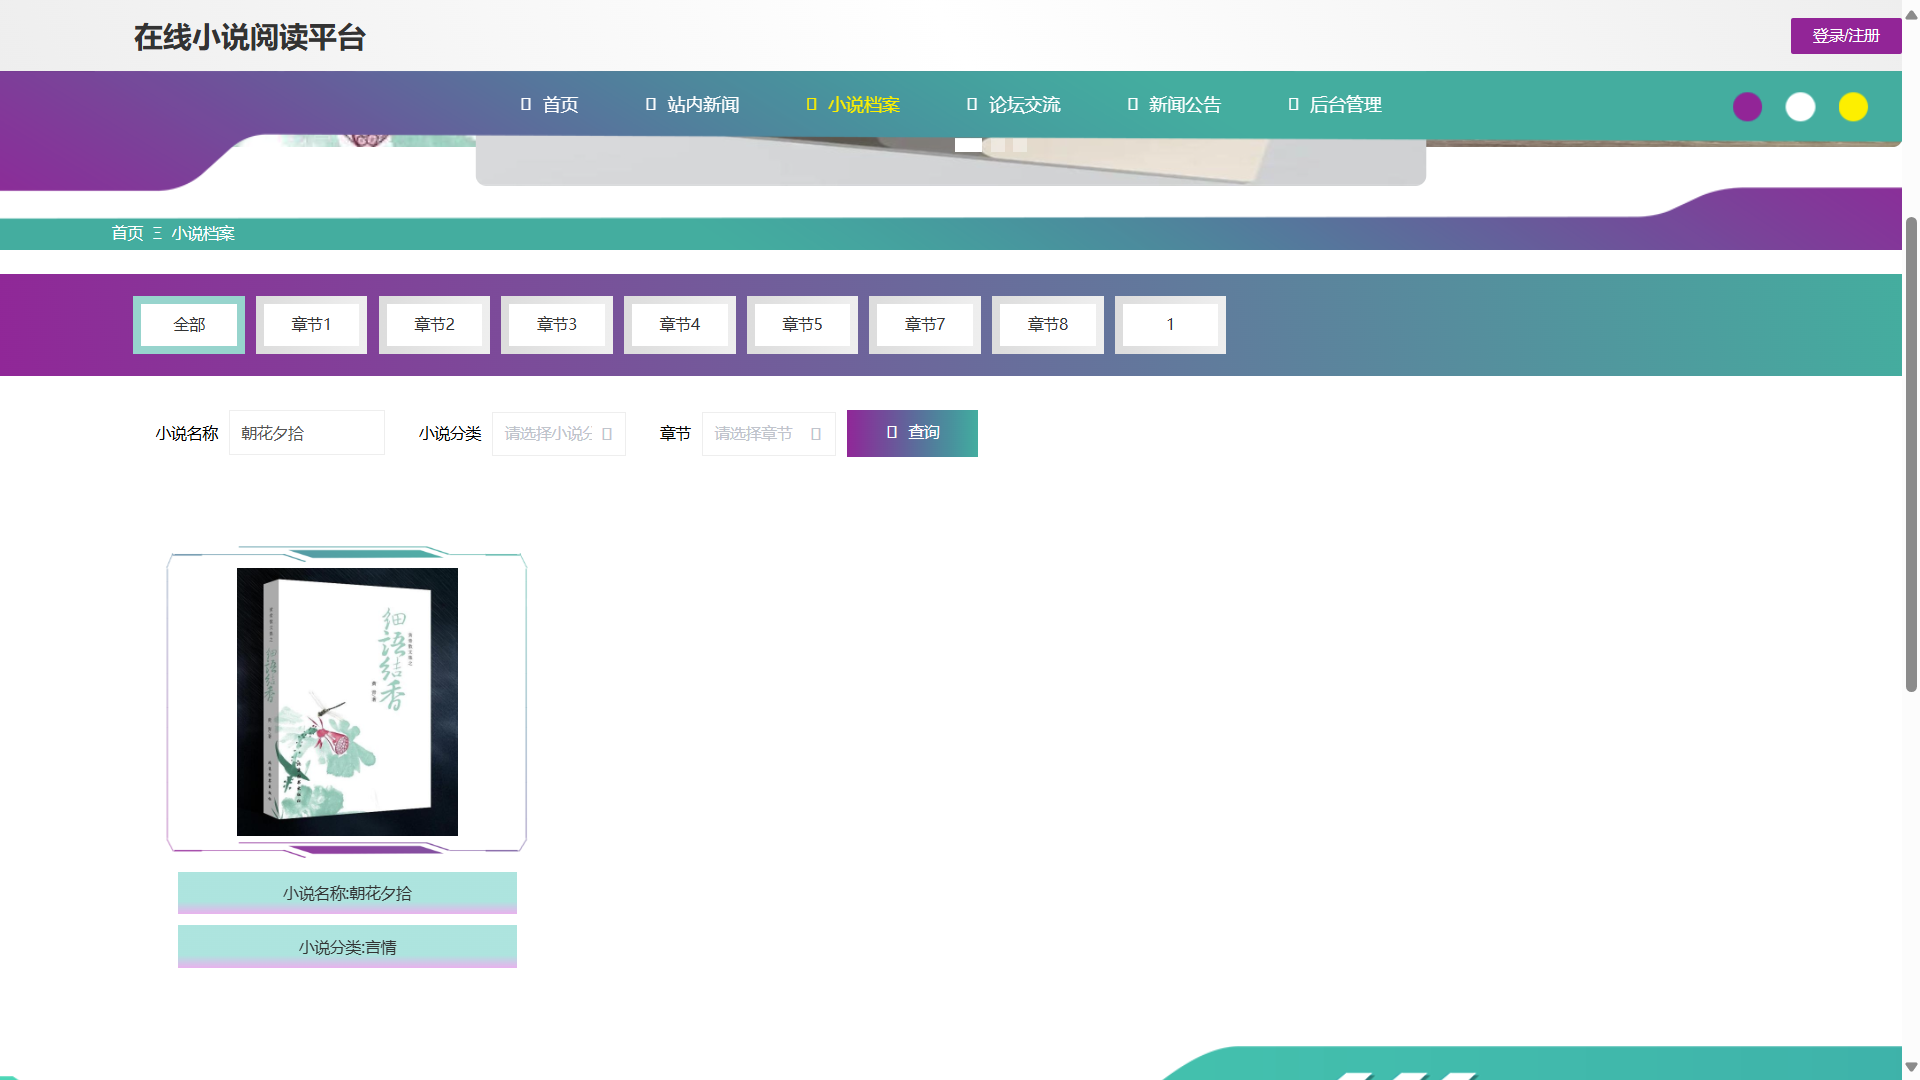 在线小说阅读平台
登录/注册
首页 站内新闻 小说档案 论坛交流 新闻公告 后台管理
首页 Ξ 小说档案
全部 章节1 章节2 章节3 章节4 章节5 章节7 章节8 1
小说名称 朝花夕拾 小说分类 请选择小说分 章节 请选择章节 查询
细語结香
小说名称:朝花夕拾
小说分类:言情